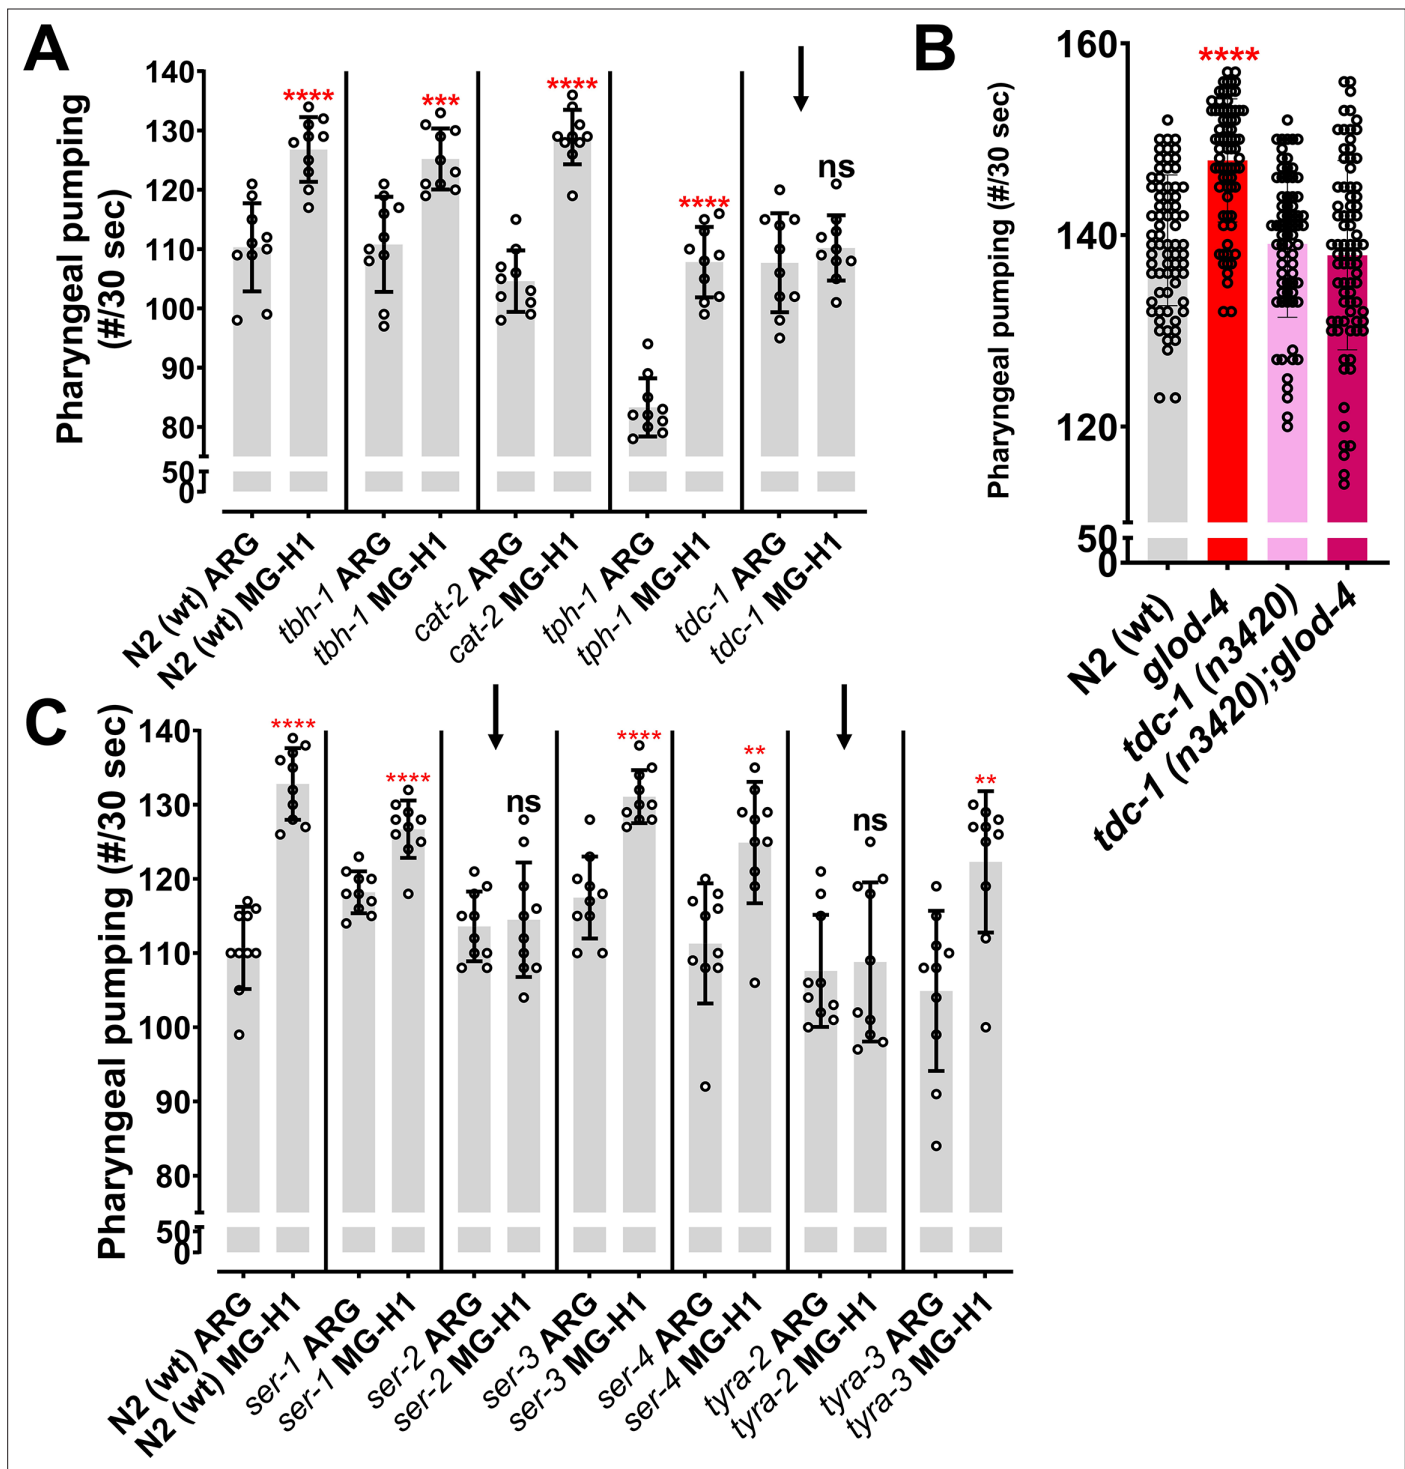 A
Pharyngeal pumping
(#/30 sec)
140
130
120
110
100
90
80
50
0
****
***
****
****
ns
N2 (wt) ARG
N2 (wt) MG-H1
tbh-1 ARG
tbh-1 MG-H1
cat-2 ARG
cat-2 MG-H1
tph-1 ARG
tph-1 MG-H1
tdc-1 ARG
tdc-1 MG-H1
B
Pharyngeal pumping (#/30 sec)
160
140
120
50
0
****
N2 (wt)
glod-4
tdc-1 (n3420)
tdc-1 (n3420);glod-4
C
Pharyngeal pumping (#/30 sec)
140
130
120
110
100
90
80
50
0
****
****
ns
****
**
ns
**
N2 (wt) ARG
N2 (wt) MG-H1
ser-1 ARG
ser-1 MG-H1
ser-2 ARG
ser-2 MG-H1
ser-3 ARG
ser-3 MG-H1
ser-4 ARG
ser-4 MG-H1
tyra-2 ARG
tyra-2 MG-H1
tyra-3 ARG
tyra-3 MG-H1